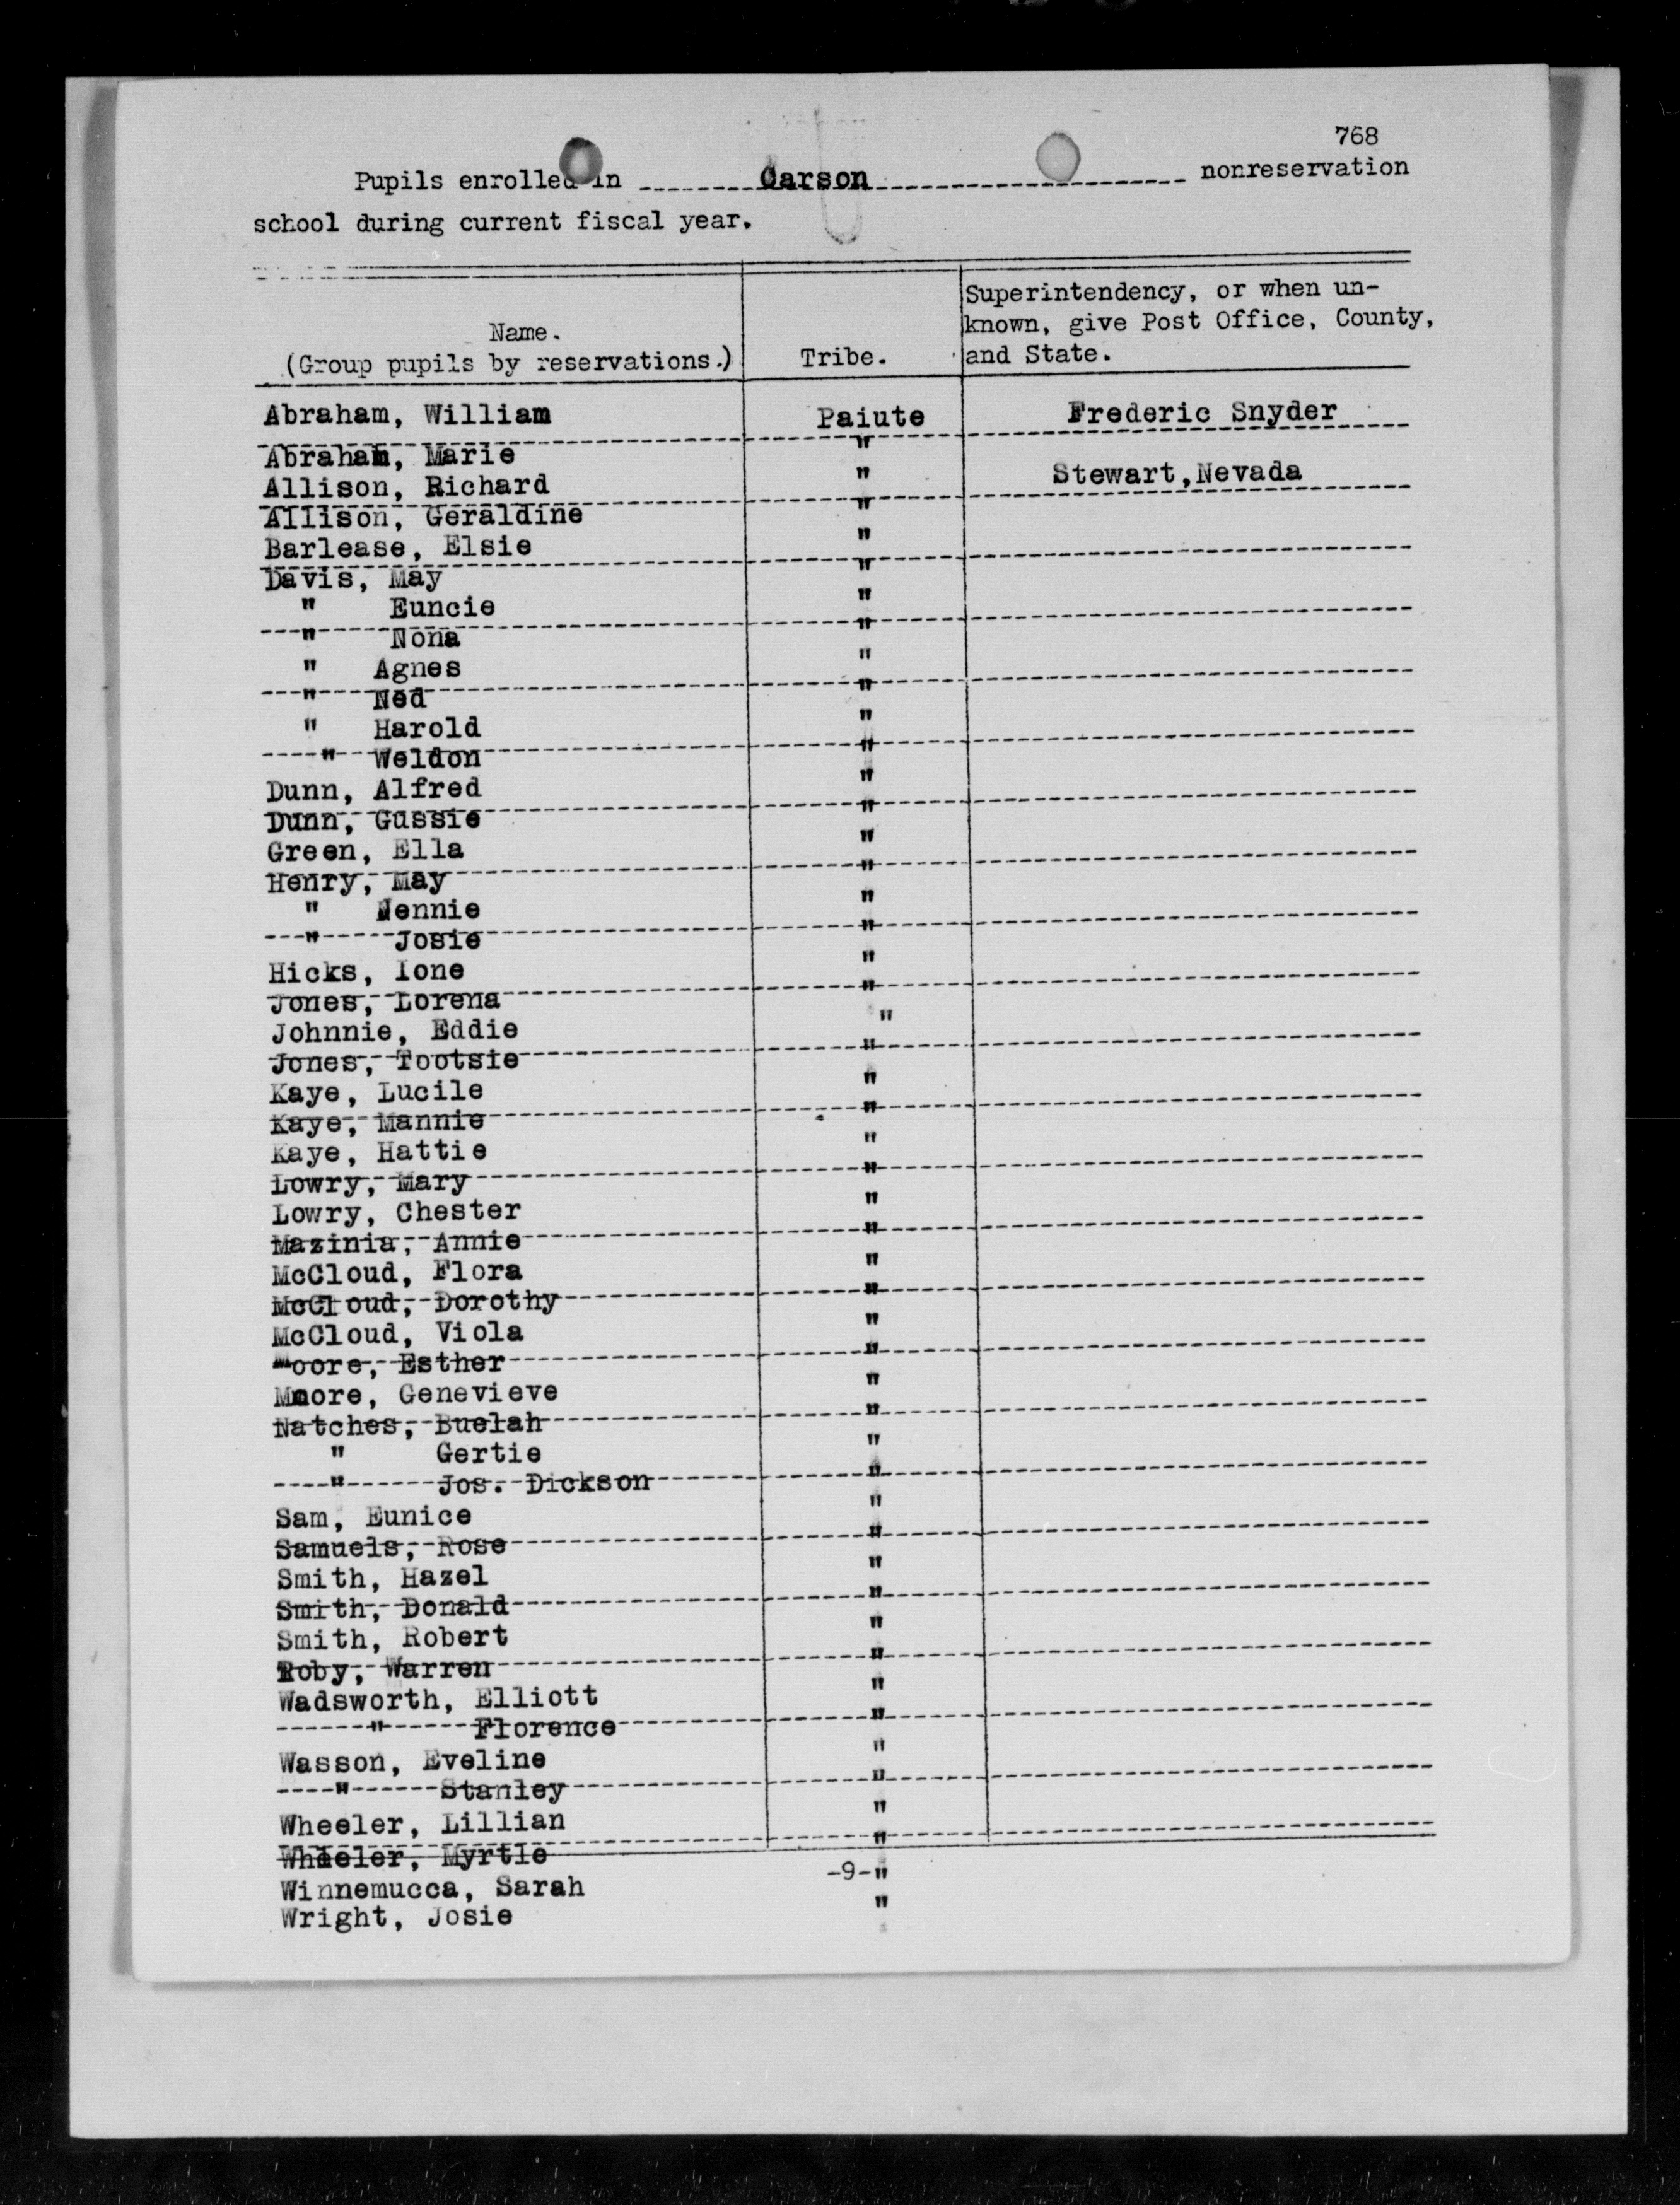 768
Pupils enrolled in Carson nonreservation
school during current fiscal year.
Name.
(Group pupils by reservations.)
Tribe.
Superintendency, or when un-
known, give Post Office, County,
and State.
Abraham, William Paiute Frederic Snyder
Abraham, Marie "
Allison, Richard " Stewart,Nevada
Allison, Geraldine "
Barlease, Elsie "
Davis, May "
" Euncie "
" Nona "
" Agnes "
" Ned "
" Harold "
" Weldon "
Dunn, Alfred "
Dunn, Gussie "
Green, Ella "
Henry, May "
" Jennie "
" Josie "
Hicks, Ione "
Jones, Lorena "
Johnnie, Eddie "
Jones, Tootsie "
Kaye, Lucile "
Kaye, Mannie "
Kaye, Hattie "
Lowry, Mary "
Lowry, Chester "
Mazinia, Annie "
McCloud, Flora "
McCloud, Dorothy "
McCloud, Viola "
Moore, Esther "
Mmore, Genevieve "
Natches, Buelah "
" Gertie "
" Jos. Dickson "
Sam, Eunice "
Samuels, Rose "
Smith, Hazel "
Smith, Donald "
Smith, Robert "
Toby, Warren "
Wadsworth, Elliott "
" Florence "
Wasson, Eveline "
" Stanley "
Wheeler, Lillian "
Wheeler, Myrtle "
Winnemucca, Sarah "
Wright, Josie "
-9-